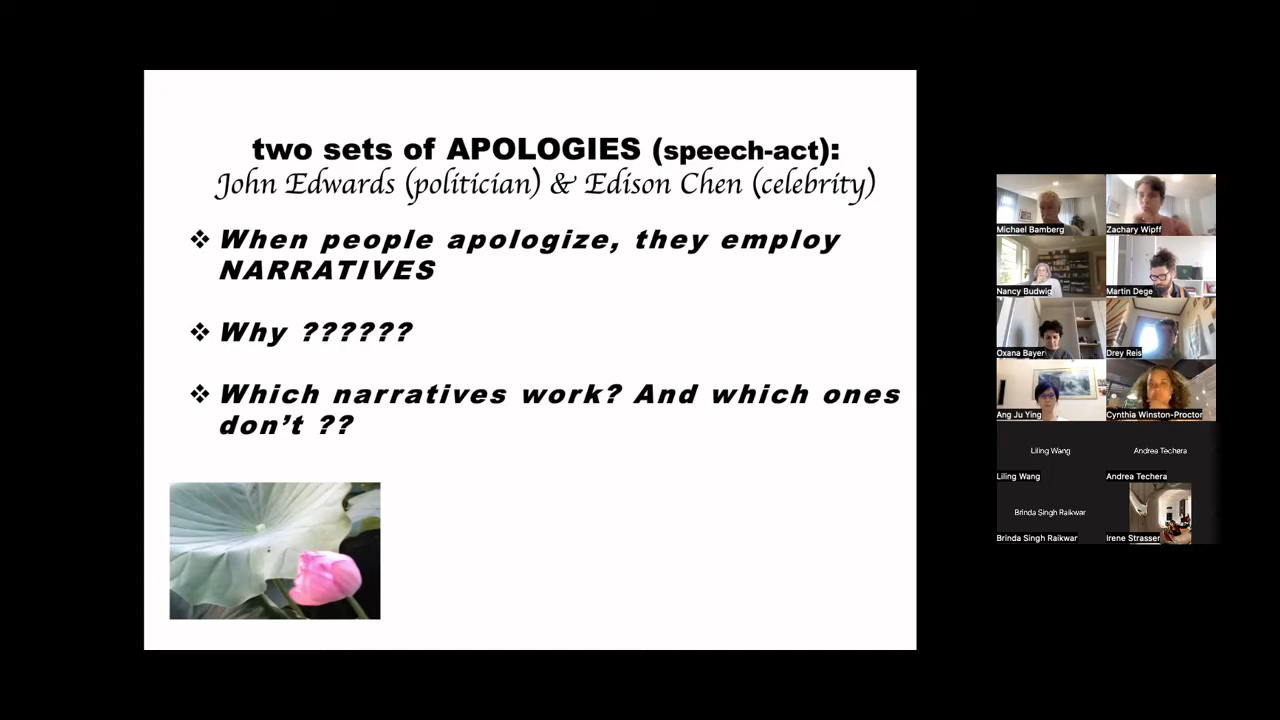 two sets of APOLOGIES (speech-act):
John Edwards (politician) & Edison Chen (celebrity)
When people apologize, they employ
NARRATIVES
Why ??????
Which narratives work? And which ones
don't ??
Michael Bamberg
Zachary Wipff
Nancy Budwig
Martin Dege
Oxana Bayer
Drey Reis
Ang Ju Ying
Cynthia Winston-Proctor
Liling Wang
Andrea Techera
Liling Wang
Andrea Techera
Brinda Singh Raikwar
Brinda Singh Raikwar
Irene Strasser